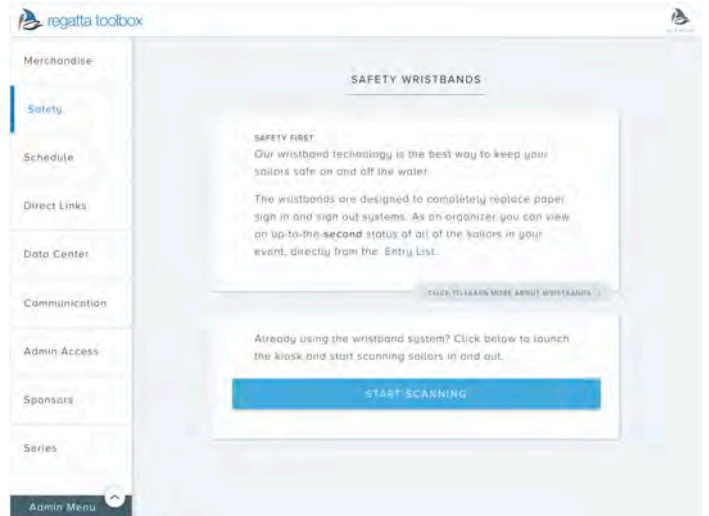 regatta toolbox
Merchandise
Safety
Schedule
Direct Links
Data Center
Communication
Admin Access
Sponsors
Series
Admin Menu
SAFETY WRISTBANDS
SAFETY FIRST
Our wristband technology is the best way to keep your
sailors safe on and off the water.
The wristbands are designed to completely replace paper
sign in and sign out systems. As an organizer you can view
an up-to-the-second status of all of the sailors in your
event, directly from the Entry List.
CLICK TO LEARN MORE ABOUT WRISTBANDS
Already using the wristband system? Click below to launch
the kiosk and start scanning sailors in and out.
START SCANNING